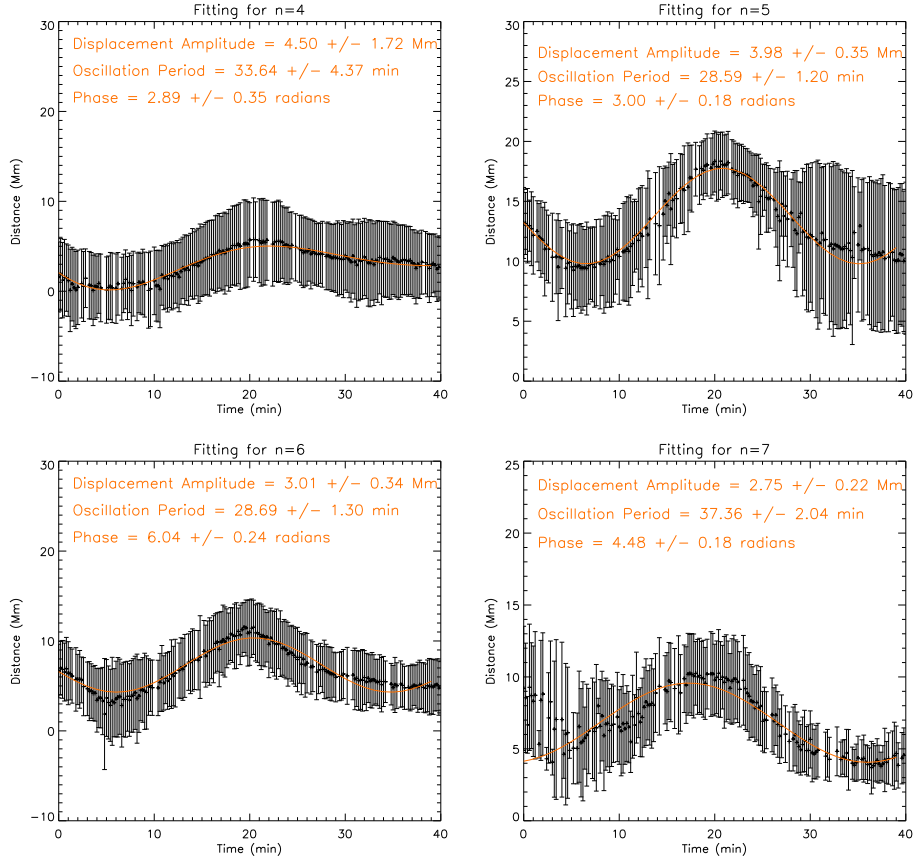 Fitting for n=4
Displacement Amplitude = 4.50 +/- 1.72 Mm
Oscillation Period = 33.64 +/- 4.37 min
Phase = 2.89 +/- 0.35 radians
30
20
10
0
-10
Distance (Mm)
0 10 20 30 40
Time (min)
Fitting for n=5
Displacement Amplitude = 3.98 +/- 0.35 Mm
Oscillation Period = 28.59 +/- 1.20 min
Phase = 3.00 +/- 0.18 radians
30
25
20
15
10
5
0
Distance (Mm)
0 10 20 30 40
Time (min)
Fitting for n=6
Displacement Amplitude = 3.01 +/- 0.34 Mm
Oscillation Period = 28.69 +/- 1.30 min
Phase = 6.04 +/- 0.24 radians
30
20
10
0
-10
Distance (Mm)
0 10 20 30 40
Time (min)
Fitting for n=7
Displacement Amplitude = 2.75 +/- 0.22 Mm
Oscillation Period = 37.36 +/- 2.04 min
Phase = 4.48 +/- 0.18 radians
25
20
15
10
5
0
Distance (Mm)
0 10 20 30 40
Time (min)